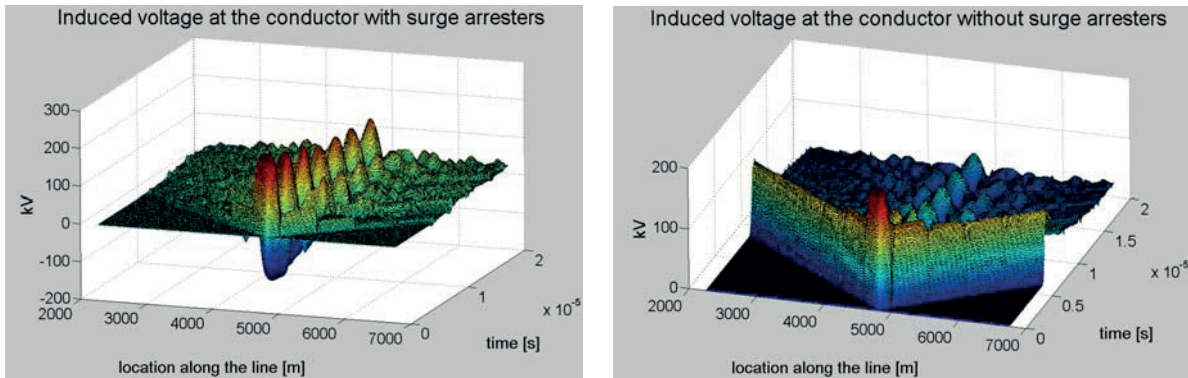 Induced voltage at the conductor with surge arresters
300
200
100
0
-100
-200
kV
2000
3000
4000
5000
6000
7000
0
1
2
x 10⁻⁵
time [s]
location along the line [m]
Induced voltage at the conductor without surge arresters
200
100
0
kV
2000
3000
4000
5000
6000
7000
0
0.5
1
1.5
2
x 10⁻⁵
time [s]
location along the line [m]